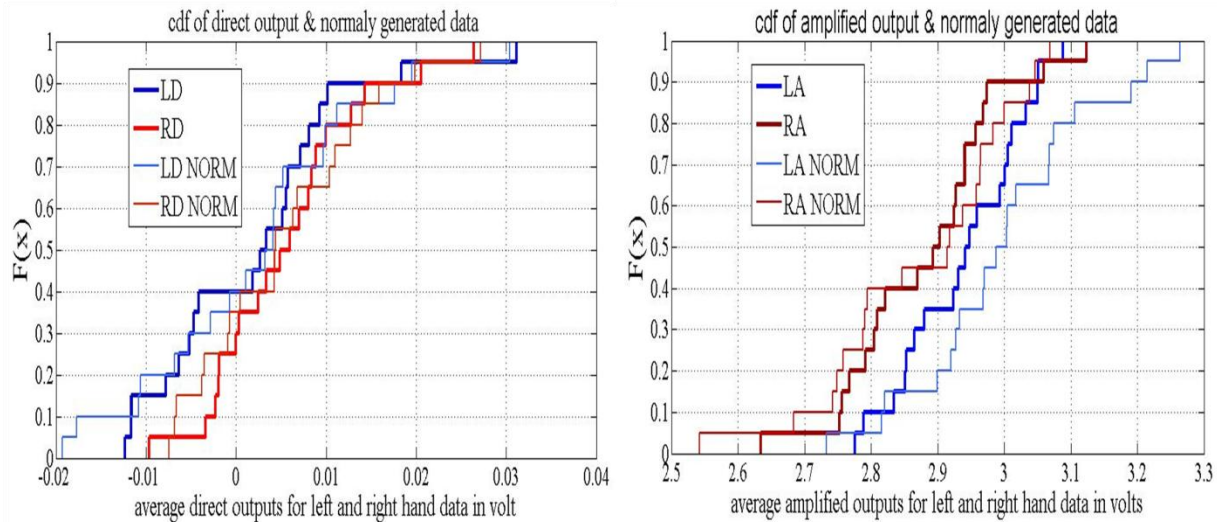 cdf of direct output & normaly generated data
1
0.9
0.8
0.7
0.6
0.5
0.4
0.3
0.2
0.1
0
F(x)
LD
RD
LD NORM
RD NORM
-0.02 -0.01 0 0.01 0.02 0.03 0.04
average direct outputs for left and right hand data in volt
cdf of amplified output & normaly generated data
1
0.9
0.8
0.7
0.6
0.5
0.4
0.3
0.2
0.1
0
F(x)
LA
RA
LA NORM
RA NORM
2.5 2.6 2.7 2.8 2.9 3 3.1 3.2 3.3
average amplified outputs for left and right hand data in volts